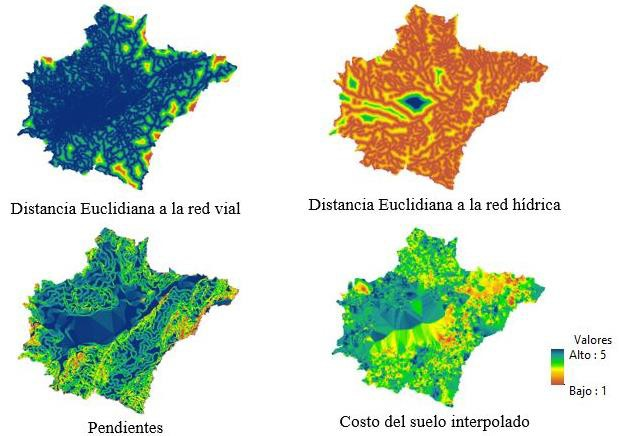 Distancia Euclidiana a la red vial
Distancia Euclidiana a la red hídrica
Pendientes
Costo del suelo interpolado
Valores
Alto : 5
Bajo : 1